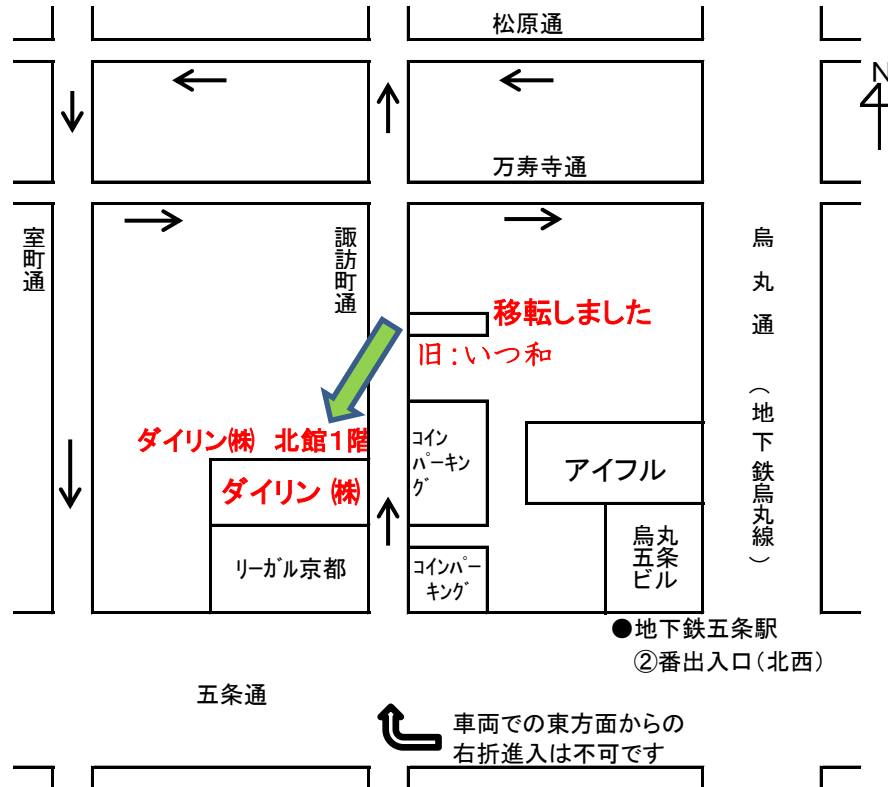 松原通
N
万寿寺通
室町通
諏訪町通
烏丸通（地下鉄烏丸線）
移転しました
旧：いつ和
ダイリン㈱ 北館１階
ダイリン ㈱
コイン
パーキン
グ
アイフル
リーガル京都
コインパー
キング
烏丸
五条
ビル
●地下鉄五条駅
②番出入口（北西）
五条通
車両での東方面からの
右折進入は不可です